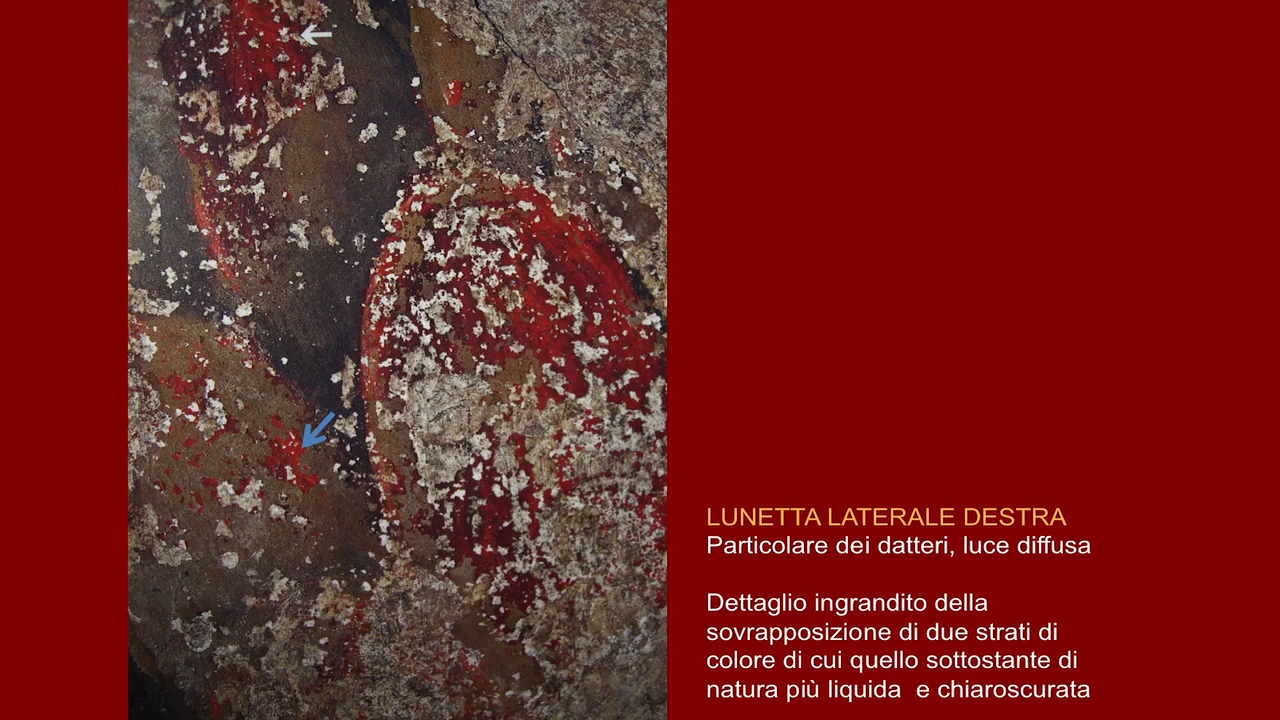 LUNETTA LATERALE DESTRA
Particolare dei datteri, luce diffusa
Dettaglio ingrandito della
sovrapposizione di due strati di
colore di cui quello sottostante di
natura più liquida  e chiaroscurata